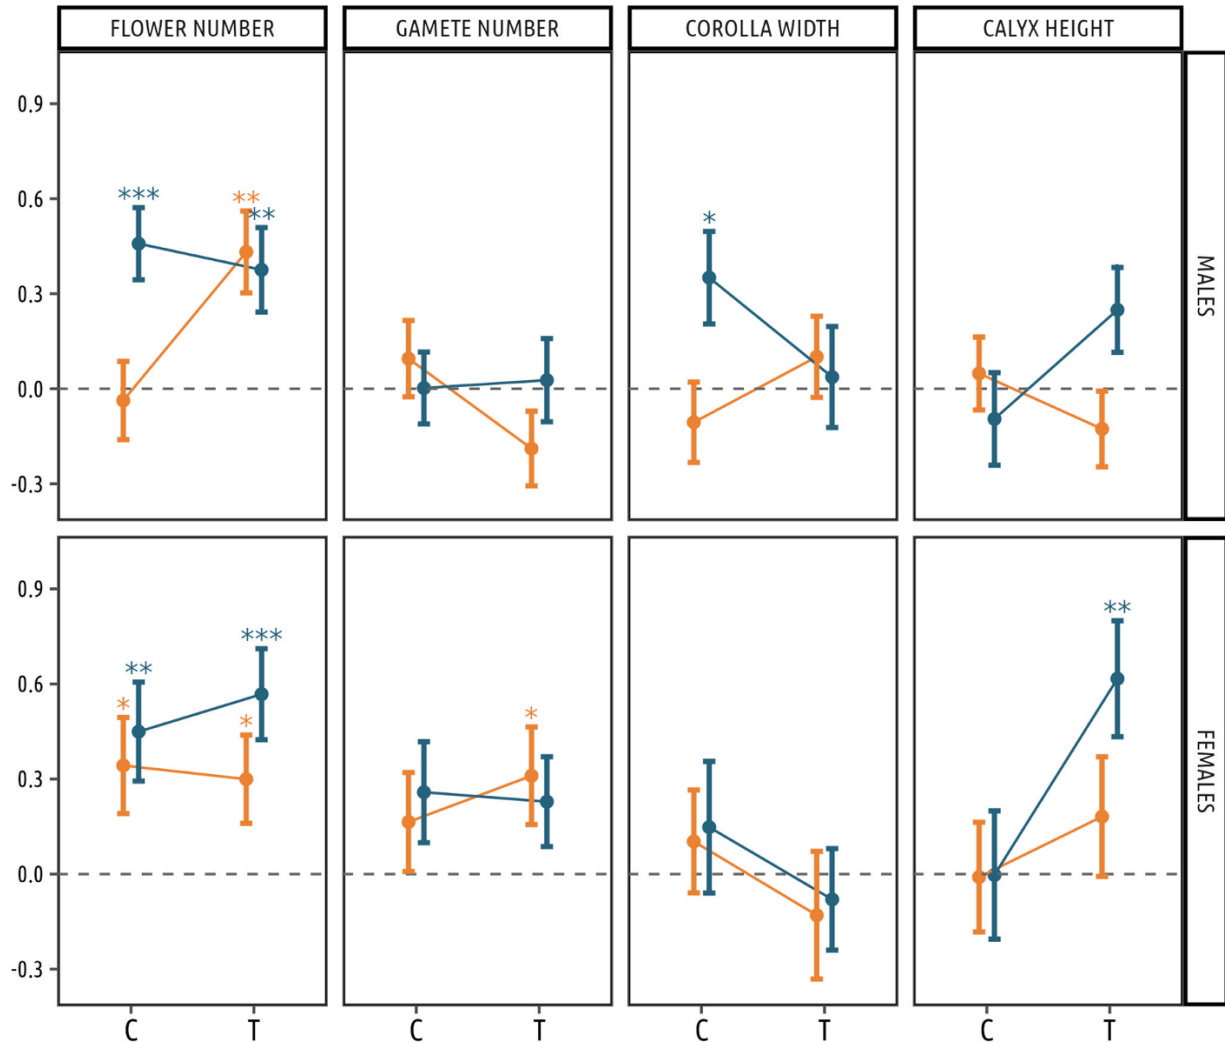 FLOWER NUMBER GAMETE NUMBER COROLLA WIDTH CALYX HEIGHT
0.9
0.6
0.3
0.0
-0.3
*** ** **
*
MALES
0.9
0.6
0.3
0.0
-0.3
* ** * ***
*
**
FEMALES
C T C T C T C T